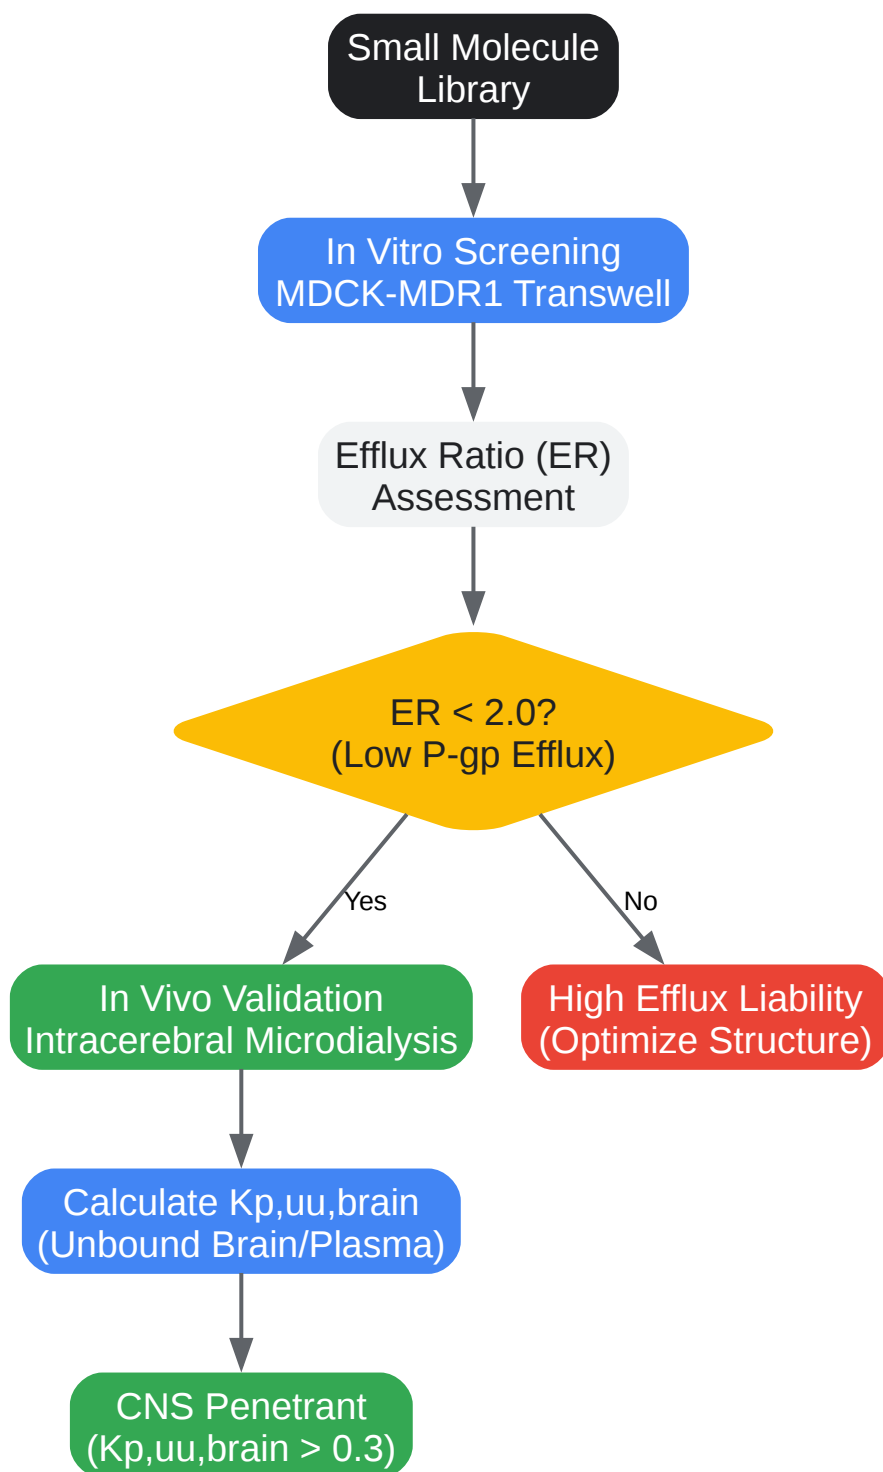 Small Molecule
Library
In Vitro Screening
MDCK-MDR1 Transwell
Efflux Ratio (ER)
Assessment
ER < 2.0?
(Low P-gp Efflux)
Yes
No
In Vivo Validation
Intracerebral Microdialysis
High Efflux Liability
(Optimize Structure)
Calculate Kp,uu,brain
(Unbound Brain/Plasma)
CNS Penetrant
(Kp,uu,brain > 0.3)